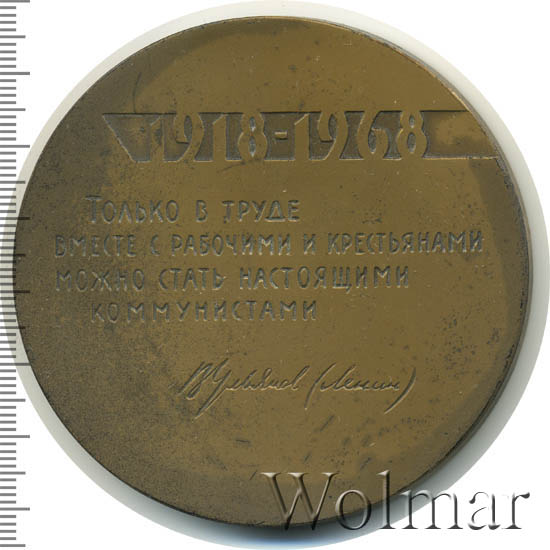 1918-1968
ТОЛЬКО В ТРУДЕ
ВМЕСТЕ С РАБОЧИМИ И КРЕСТЬЯНАМИ
МОЖНО СТАТЬ НАСТОЯЩИМИ
КОММУНИСТАМИ
В Ульянов (Ленин)
Wolmar